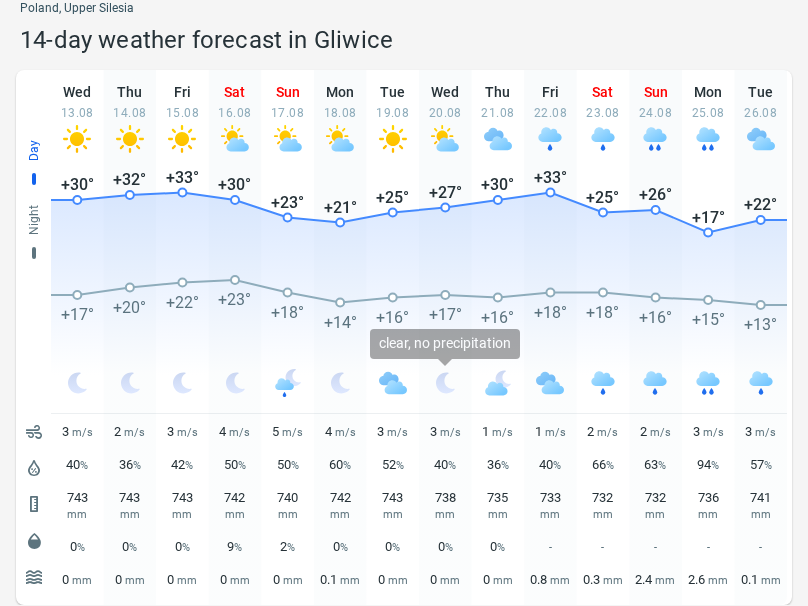 Poland, Upper Silesia
14-day weather forecast in Gliwice
Wed Thu Fri Sat Sun Mon Tue Wed Thu Fri Sat Sun Mon Tue
13.08 14.08 15.08 16.08 17.08 18.08 19.08 20.08 21.08 22.08 23.08 24.08 25.08 26.08
Day
+30° +32° +33° +30° +23° +21° +25° +27° +30° +33° +25° +26° +17° +22°
Night
+17° +20° +22° +23° +18° +14° +16° +17° +16° +18° +18° +16° +15° +13°
clear, no precipitation
3 m/s 2 m/s 3 m/s 4 m/s 5 m/s 4 m/s 3 m/s 3 m/s 1 m/s 1 m/s 2 m/s 2 m/s 3 m/s 3 m/s
40% 36% 42% 50% 50% 60% 52% 40% 36% 40% 66% 63% 94% 57%
743 743 743 742 740 742 743 738 735 733 732 732 736 741
mm mm mm mm mm mm mm mm mm mm mm mm mm mm
0% 0% 0% 9% 2% 0% 0% 0% 0% - - - - -
0 mm 0 mm 0 mm 0 mm 0 mm 0.1 mm 0 mm 0 mm 0 mm 0.8 mm 0.3 mm 2.4 mm 2.6 mm 0.1 mm